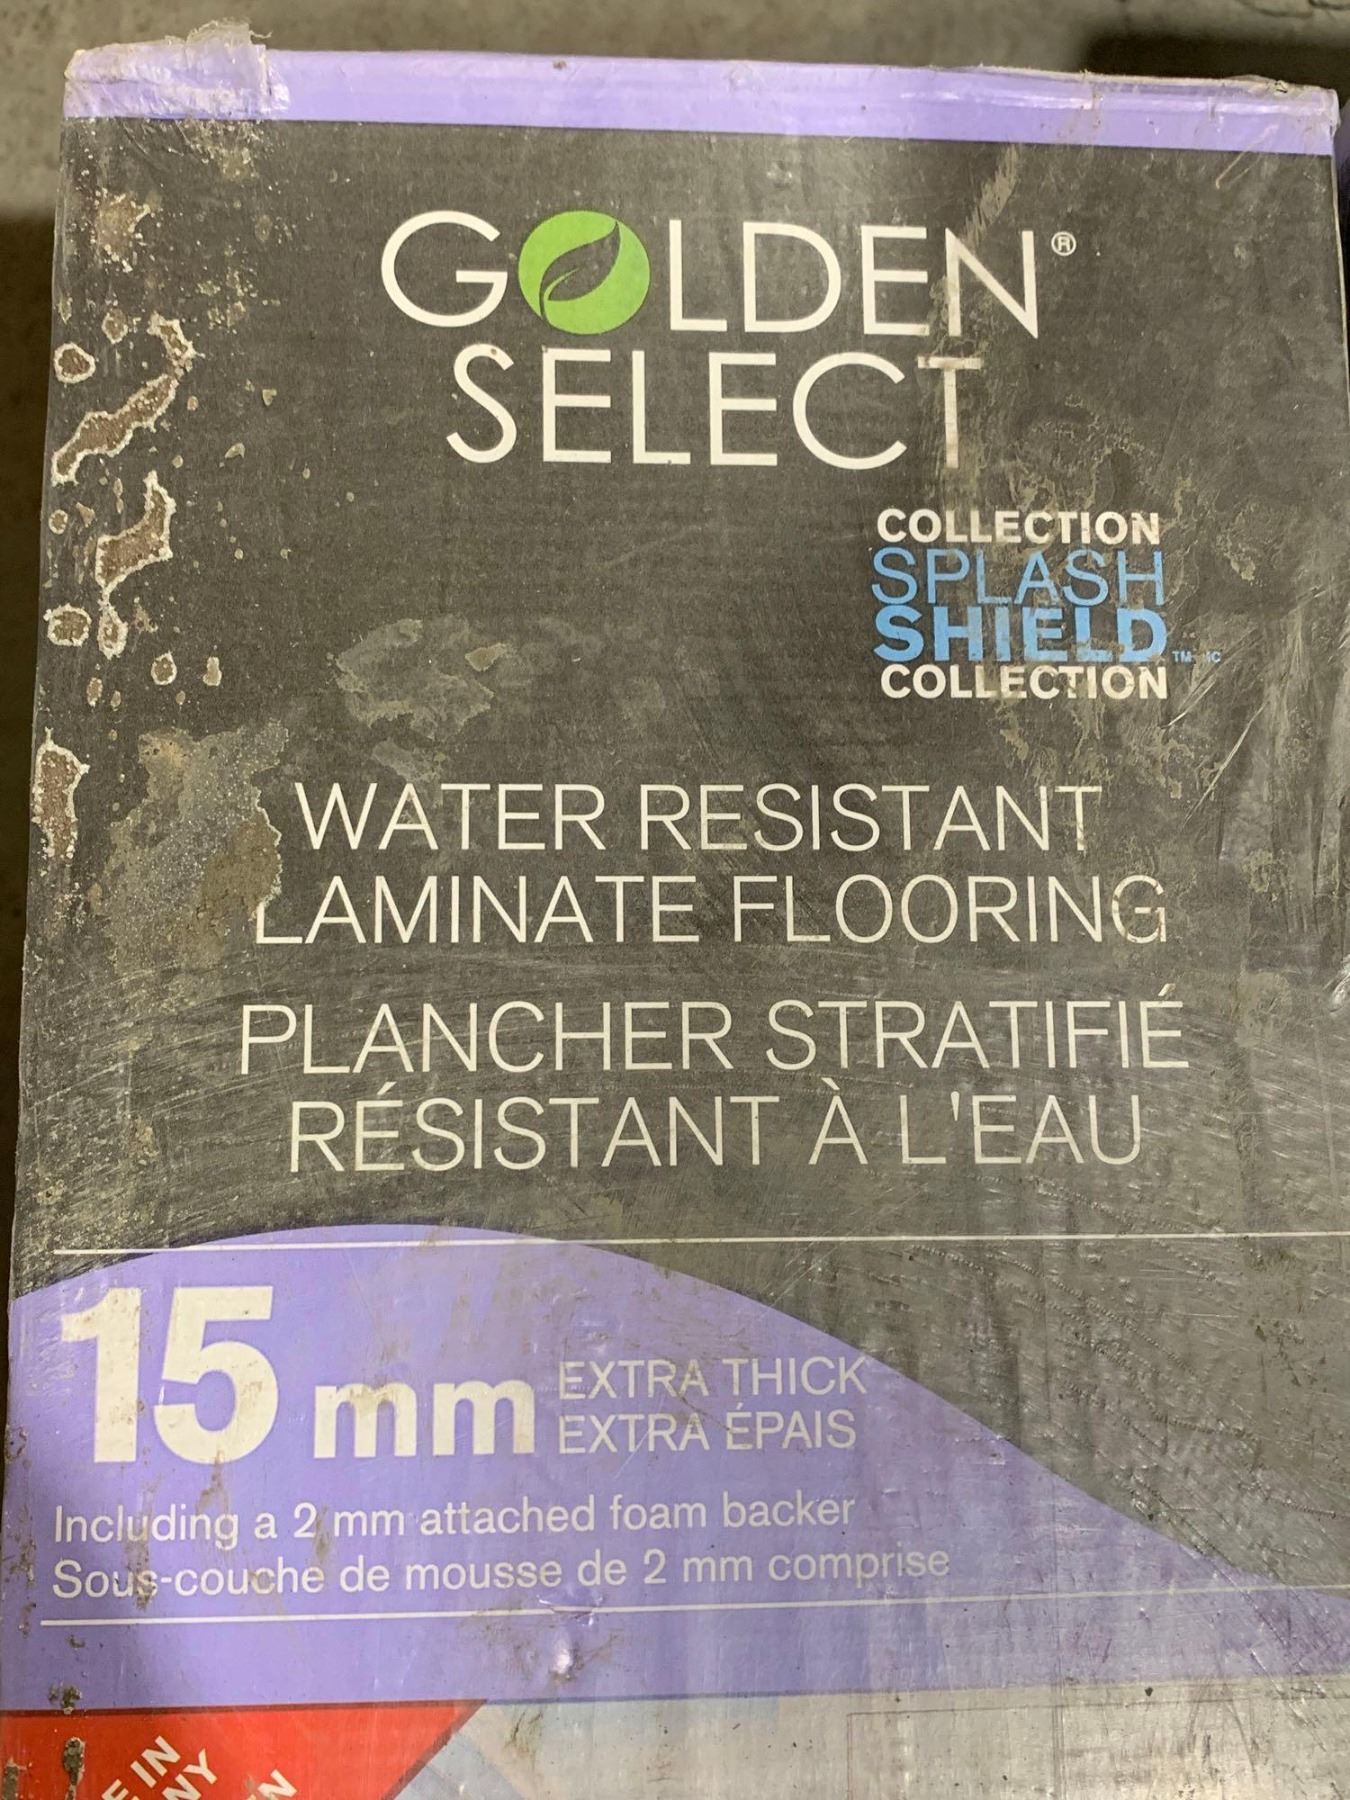 GOLDEN®
SELECT
COLLECTION
SPLASH
SHIELD
COLLECTION
WATER RESISTANT
LAMINATE FLOORING
PLANCHER STRATIFIÉ
RÉSISTANT À L'EAU
15 mm
EXTRA THICK
EXTRA ÉPAIS
Including a 2 mm attached foam backer
Sous-couche de mousse de 2 mm comprise
IN